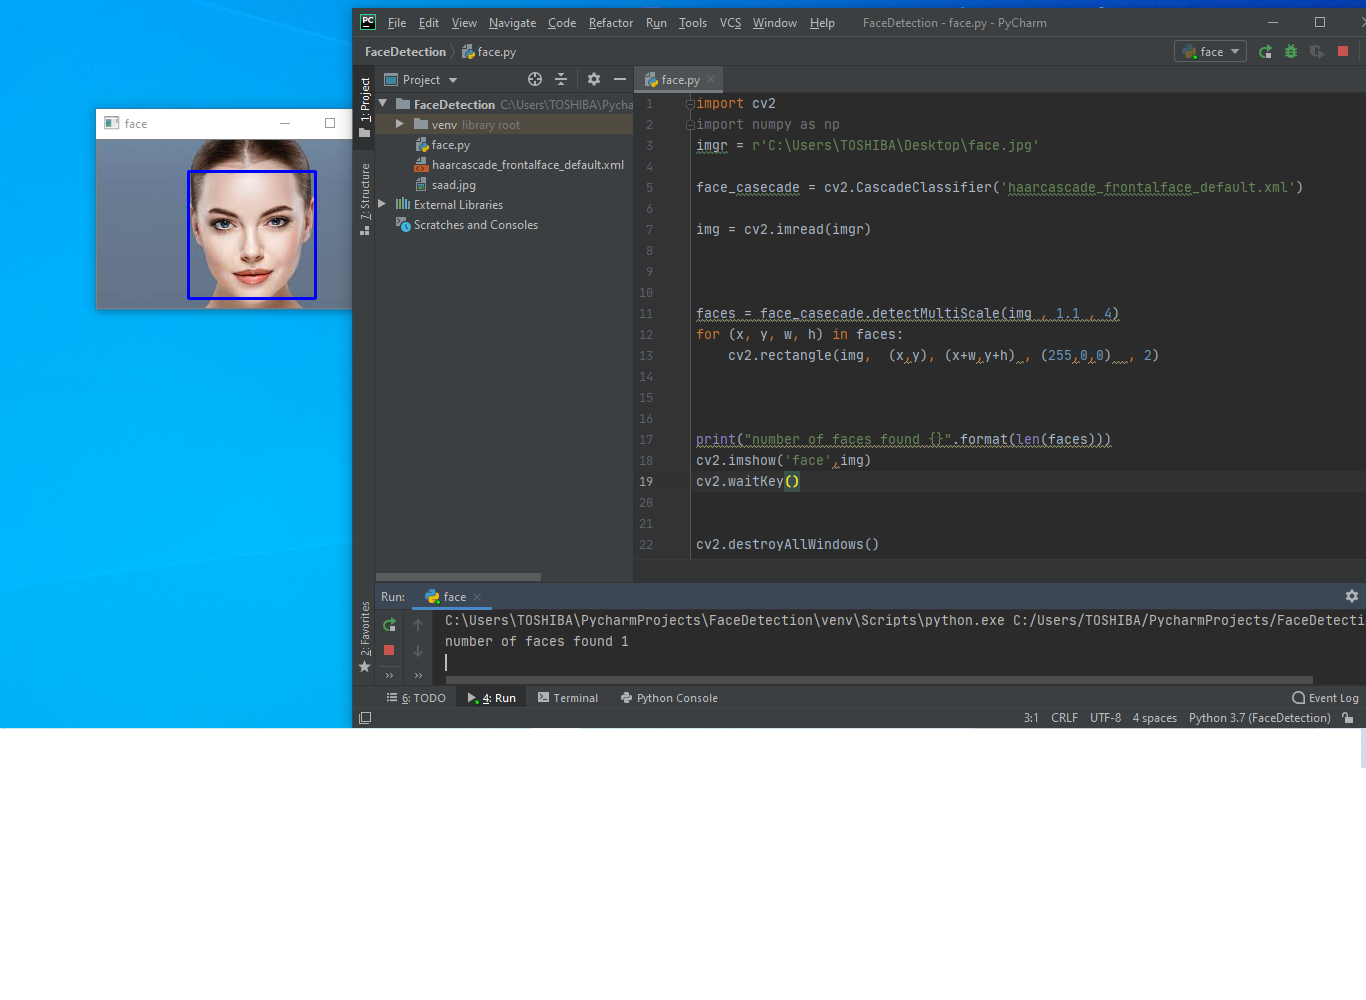 File Edit View Navigate Code Refactor Run Tools VCS Window Help FaceDetection - face.py - PyCharm
FaceDetection face.py face
1: Project
Project
face.py
FaceDetection C:\Users\TOSHIBA\Pycha
venv library root
face.py
haarcascade_frontalface_default.xml
saad.jpg
External Libraries
Scratches and Consoles
7: Structure
2: Favorites
face
1 import cv2
2 import numpy as np
3 imgr = r'C:\Users\TOSHIBA\Desktop\face.jpg'
4
5 face_casecade = cv2.CascadeClassifier('haarcascade_frontalface_default.xml')
6
7 img = cv2.imread(imgr)
8
9
10
11 faces = face_casecade.detectMultiScale(img , 1.1 , 4)
12 for (x, y, w, h) in faces:
13 cv2.rectangle(img,  (x,y), (x+w,y+h) , (255,0,0)  , 2)
14
15
16
17 print("number of faces found {}".format(len(faces)))
18 cv2.imshow('face',img)
19 cv2.waitKey()
20
21
22 cv2.destroyAllWindows()
Run: face
C:\Users\TOSHIBA\PycharmProjects\FaceDetection\venv\Scripts\python.exe C:/Users/TOSHIBA/PycharmProjects/FaceDetecti
number of faces found 1
6: TODO 4: Run Terminal Python Console Event Log
3:1 CRLF UTF-8 4 spaces Python 3.7 (FaceDetection)